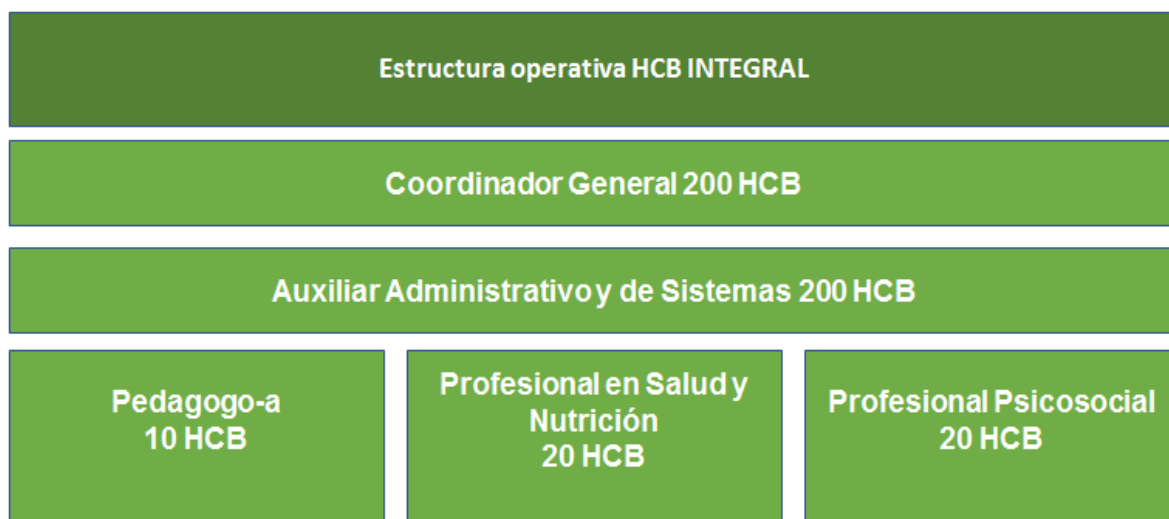 Estructura operativa HCB INTEGRAL
Coordinador General 200 HCB
Auxiliar Administrativo y de Sistemas 200 HCB
Pedagogo-a
10 HCB
Profesional en Salud y
Nutrición
20 HCB
Profesional Psicosocial
20 HCB